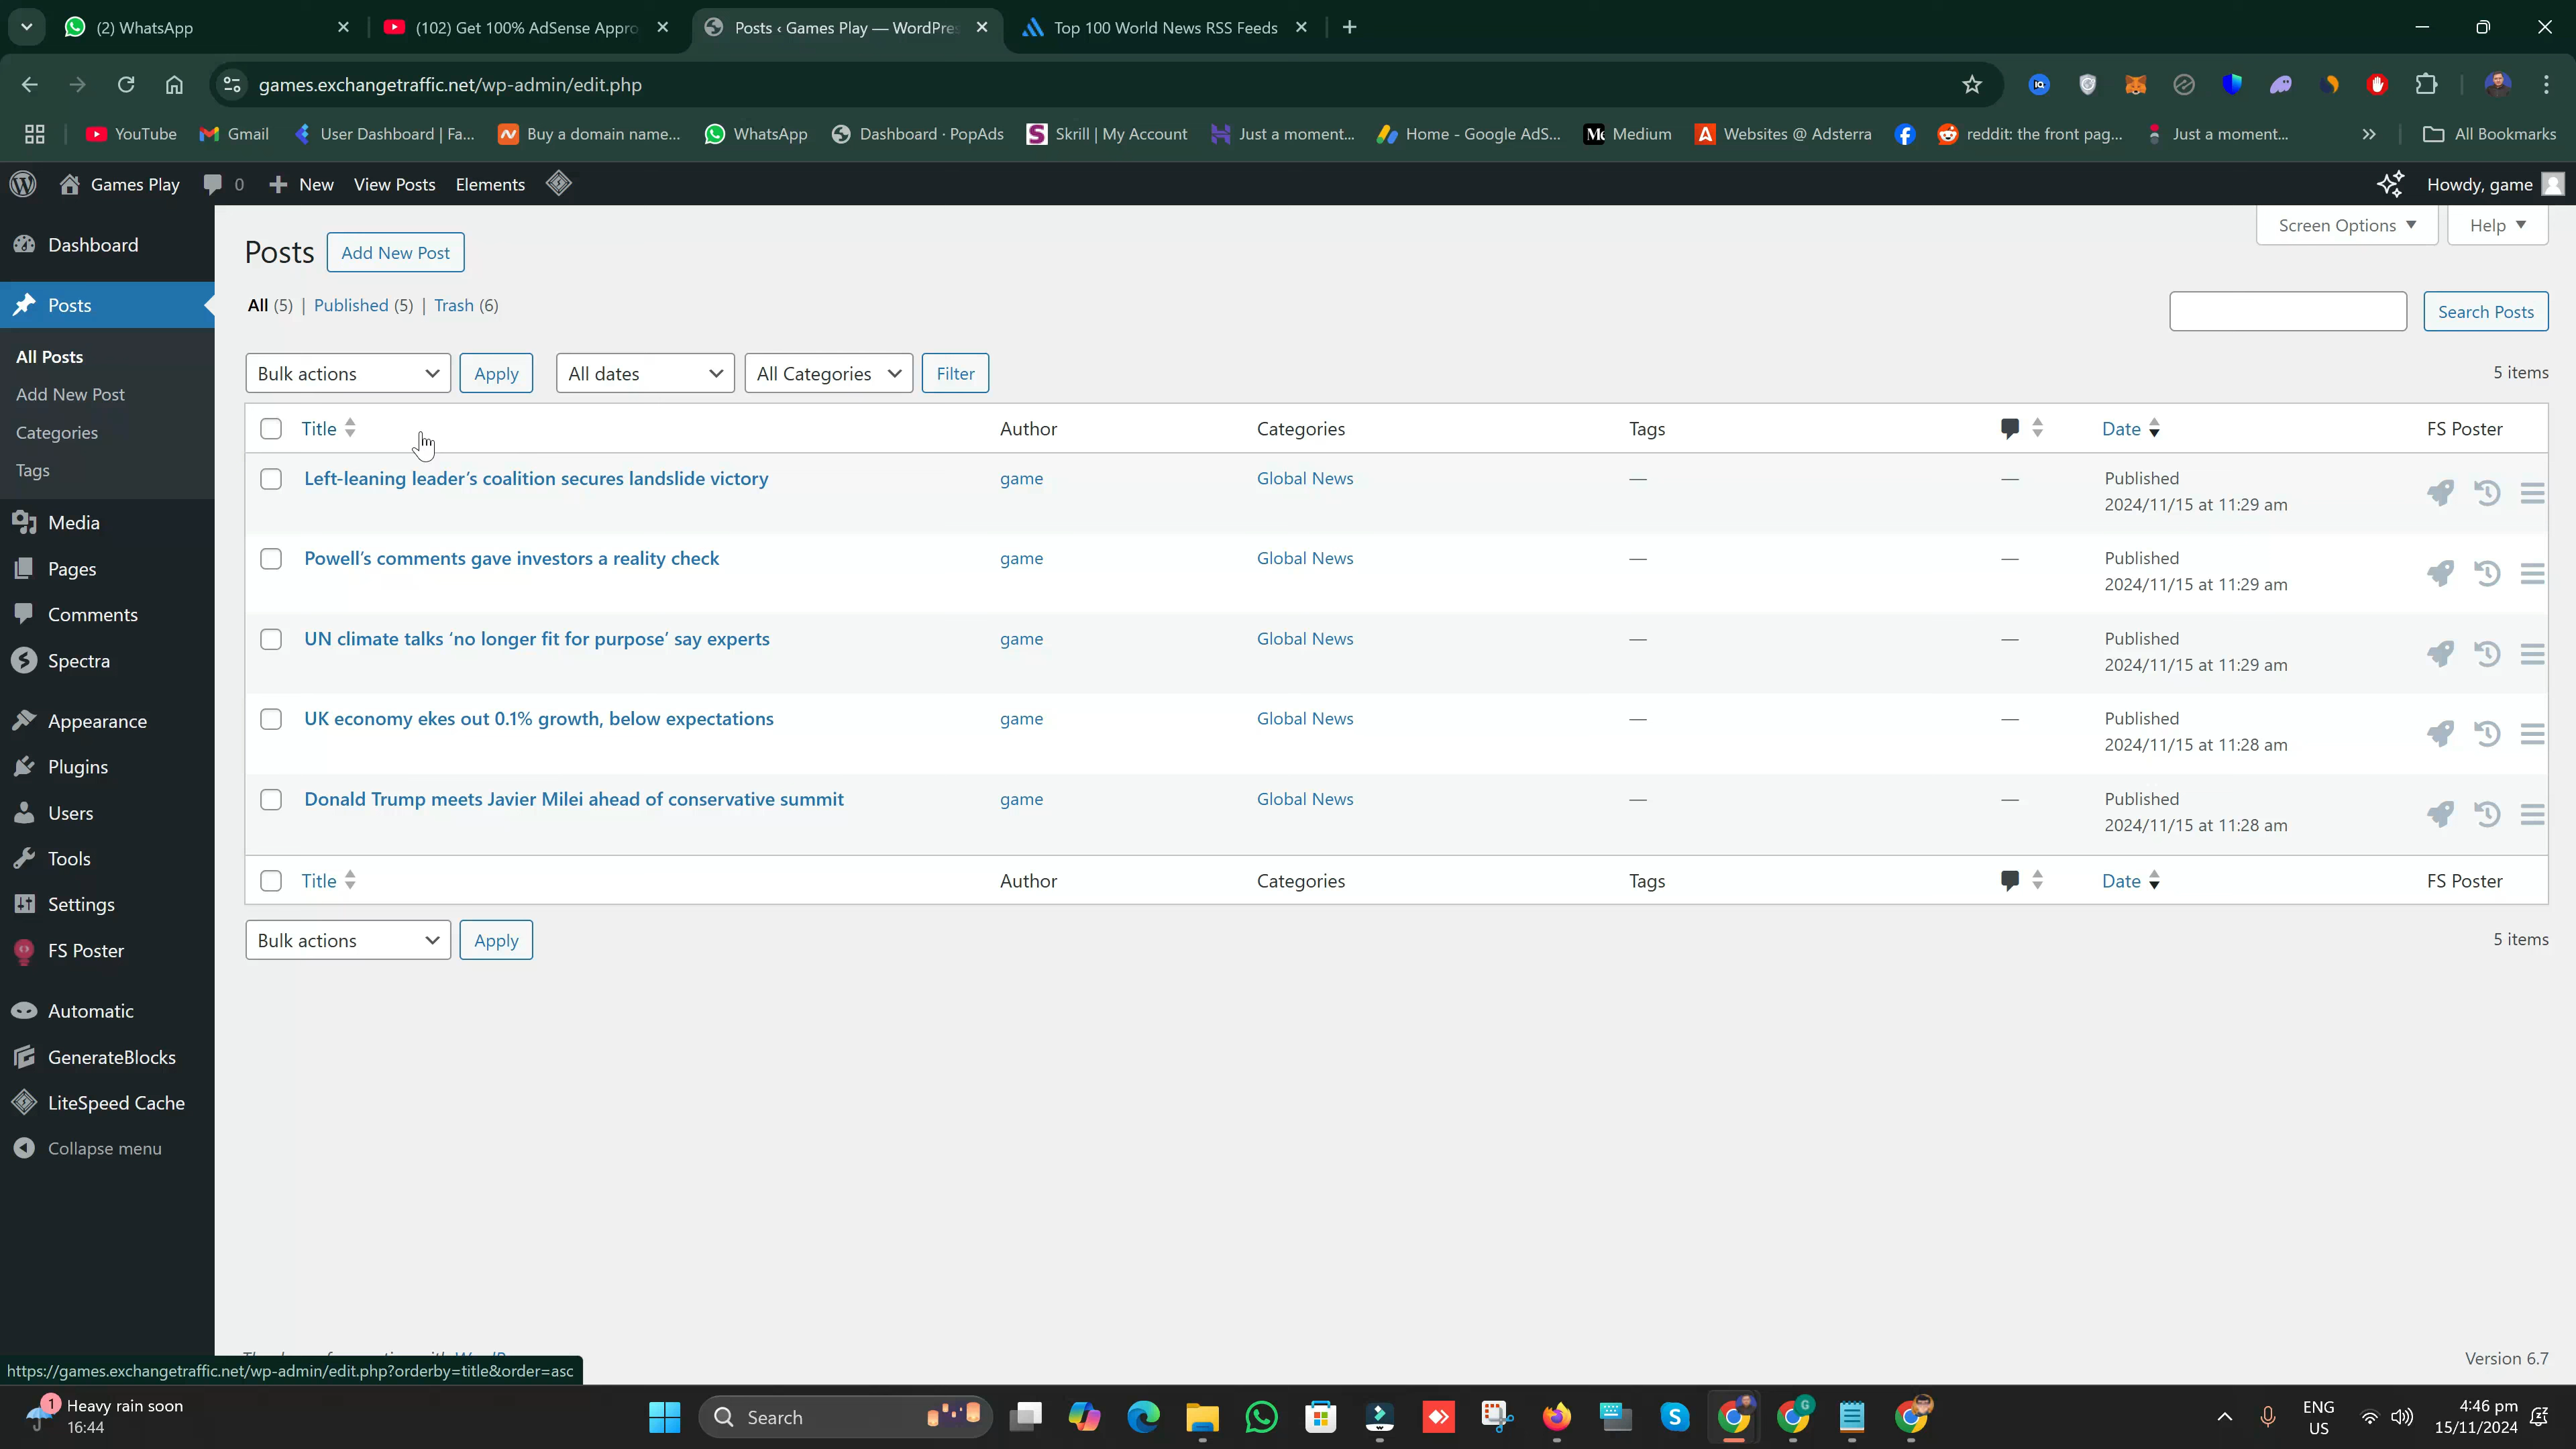 (2) WhatsApp
(102) Get 100% AdSense Appro
Posts ‹ Games Play — WordPres
Top 100 World News RSS Feeds
games.exchangetraffic.net/wp-admin/edit.php
YouTube
Gmail
User Dashboard | Fa...
Buy a domain name...
WhatsApp
Dashboard · PopAds
Skrill | My Account
Just a moment...
Home - Google AdS...
Medium
Websites @ Adsterra
reddit: the front pag...
Just a moment...
All Bookmarks
Games Play
0
New
View Posts
Elements
Howdy, game
Dashboard
Posts
All Posts
Add New Post
Categories
Tags
Media
Pages
Comments
Spectra
Appearance
Plugins
Users
Tools
Settings
FS Poster
Automatic
GenerateBlocks
LiteSpeed Cache
Collapse menu
Screen Options
Help
Posts
Add New Post
All (5) | Published (5) | Trash (6)
Search Posts
Bulk actions
Apply
All dates
All Categories
Filter
5 items
Title Author Categories Tags Date FS Poster
Left-leaning leader’s coalition secures landslide victory game Global News — — Published
2024/11/15 at 11:29 am
Powell’s comments gave investors a reality check game Global News — — Published
2024/11/15 at 11:29 am
UN climate talks ‘no longer fit for purpose’ say experts game Global News — — Published
2024/11/15 at 11:29 am
UK economy ekes out 0.1% growth, below expectations game Global News — — Published
2024/11/15 at 11:28 am
Donald Trump meets Javier Milei ahead of conservative summit game Global News — — Published
2024/11/15 at 11:28 am
Title Author Categories Tags Date FS Poster
Bulk actions
Apply
5 items
Version 6.7
https://games.exchangetraffic.net/wp-admin/edit.php?orderby=title&order=asc
1
Heavy rain soon
16:44
Search
ENG
US
4:46 pm
15/11/2024